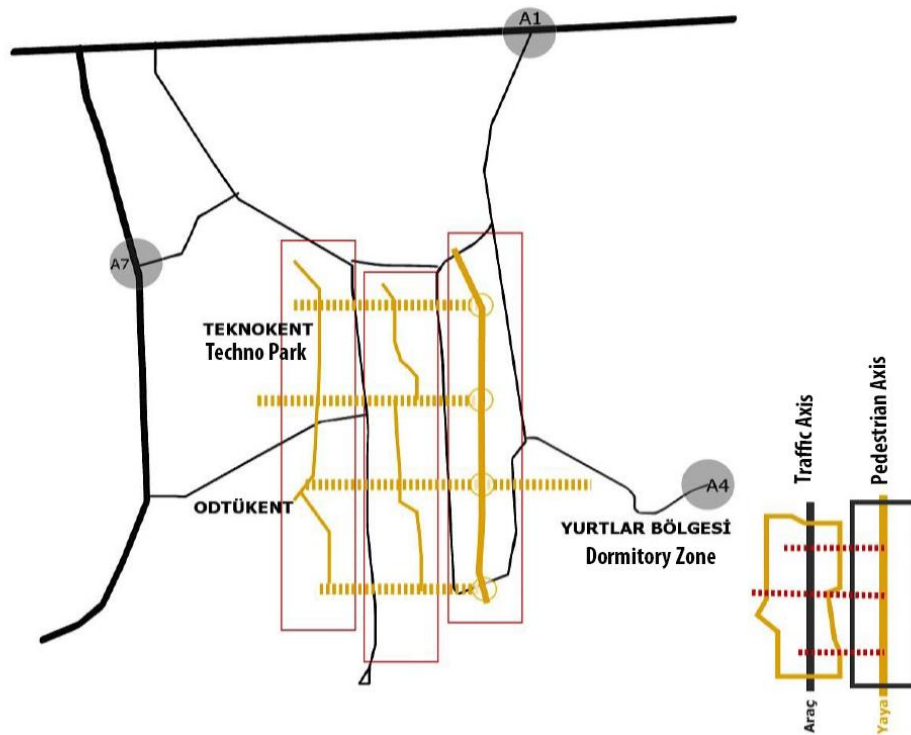 A1
A7
TEKNOKENT
Techno Park
ODTÜKENT
A4
YURTLAR BÖLGESİ
Dormitory Zone
Traffic Axis
Pedestrian Axis
Araç
Yaya